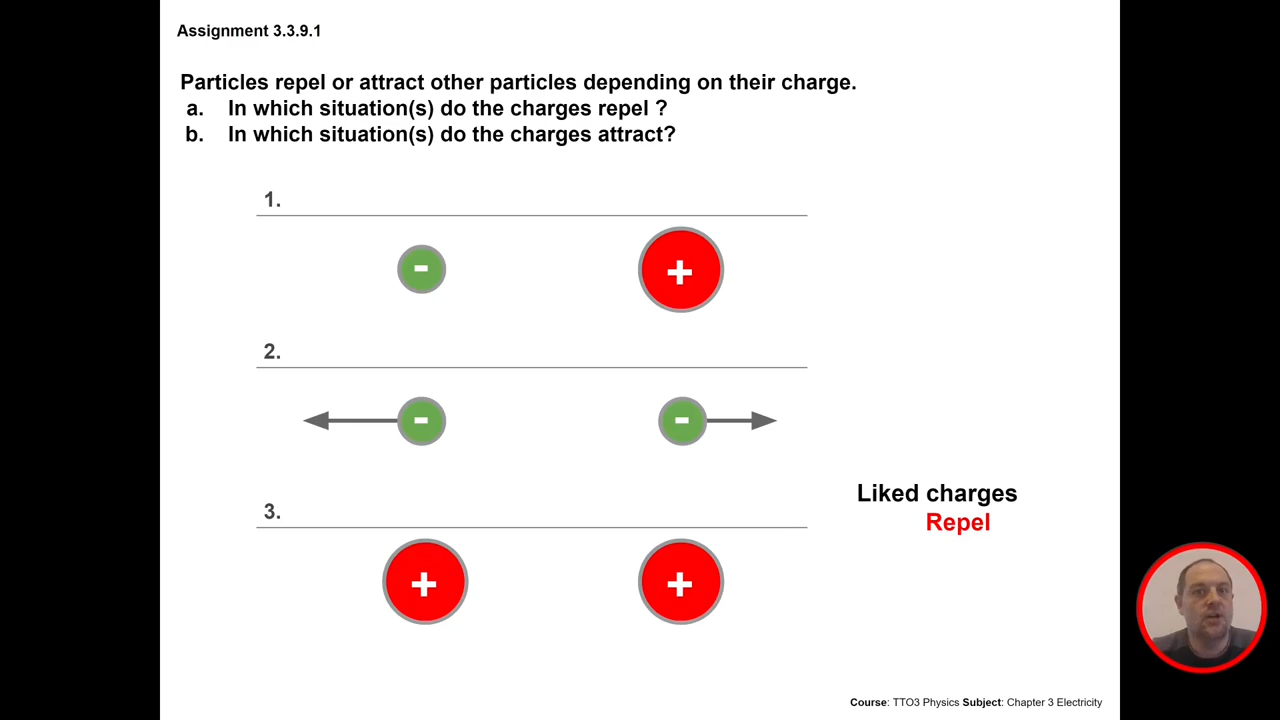 Assignment 3.3.9.1
Particles repel or attract other particles depending on their charge.
a. In which situation(s) do the charges repel ?
b. In which situation(s) do the charges attract?
1.
- +
2.
- -
Liked charges
Repel
3.
+ +
Course: TTO3 Physics Subject: Chapter 3 Electricity